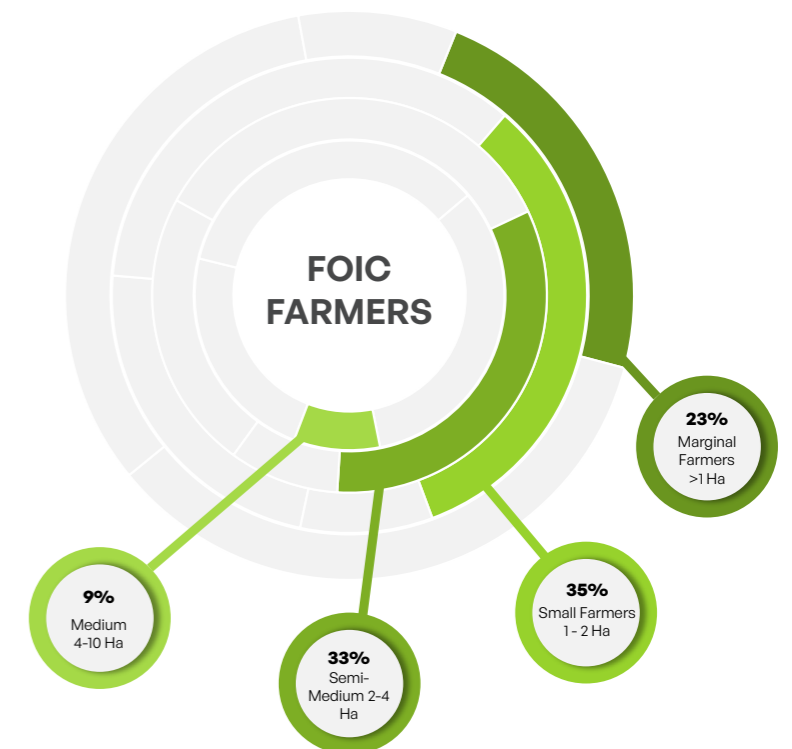 FOIC
FARMERS
23%
Marginal
Farmers
>1 Ha
35%
Small Farmers
1 - 2 Ha
33%
Semi-
Medium 2-4
Ha
9%
Medium
4-10 Ha